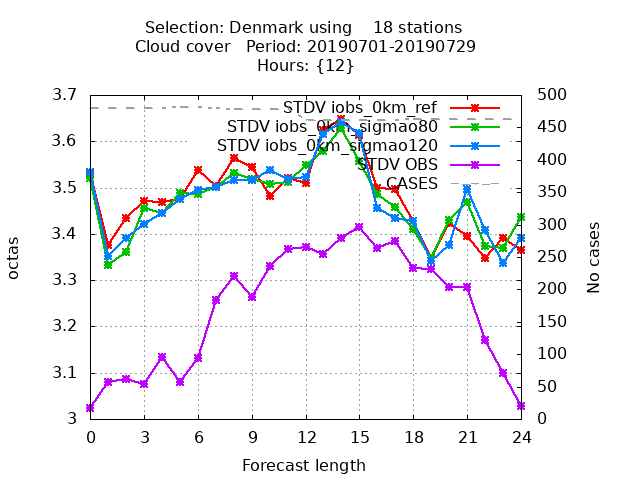 Selection: Denmark using    18 stations
Cloud cover   Period: 20190701-20190729
Hours: {12}
3.7
3.6
3.5
3.4
3.3
3.2
3.1
3
octas
STDV iobs_0km_ref
STDV iobs_0km_sigmao80
STDV iobs_0km_sigmao120
STDV OBS
CASES
500
450
400
350
300
250
200
150
100
50
0
No cases
0 3 6 9 12 15 18 21 24
Forecast length